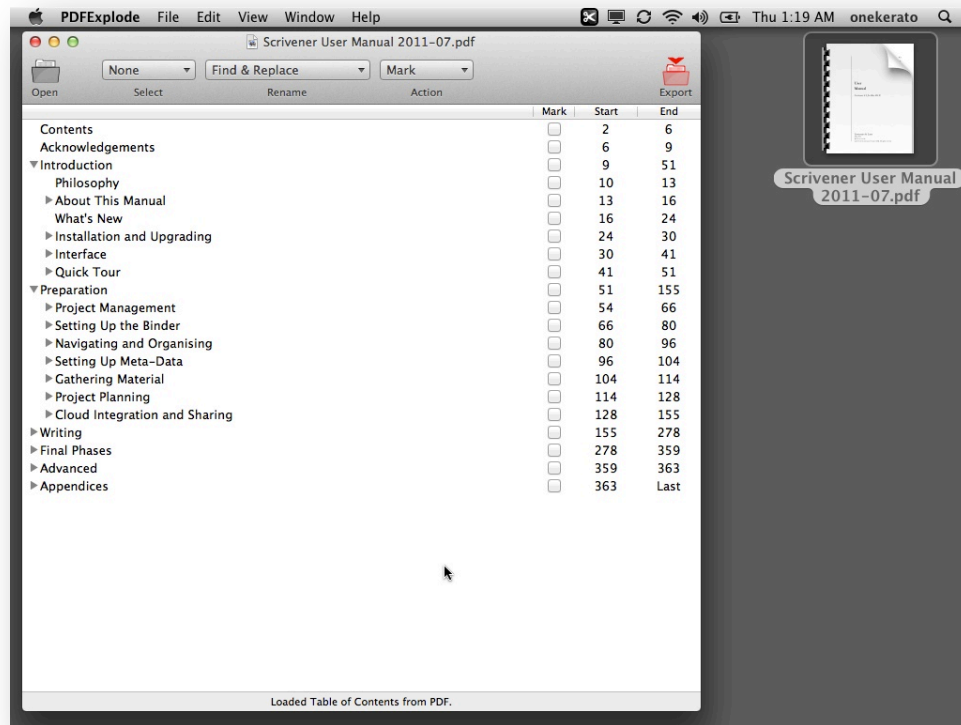 PDFExplode File Edit View Window Help Thu 1:19 AM onekerato
Scrivener User Manual 2011-07.pdf
None Find & Replace Mark
Open Select Rename Action Export
Mark Start End
Contents 2 6
Acknowledgements 6 9
Introduction 9 51
Philosophy 10 13
About This Manual 13 16
What's New 16 24
Installation and Upgrading 24 30
Interface 30 41
Quick Tour 41 51
Preparation 51 155
Project Management 54 66
Setting Up the Binder 66 80
Navigating and Organising 80 96
Setting Up Meta-Data 96 104
Gathering Material 104 114
Project Planning 114 128
Cloud Integration and Sharing 128 155
Writing 155 278
Final Phases 278 359
Advanced 359 363
Appendices 363 Last
Loaded Table of Contents from PDF.
Scrivener User Manual
2011-07.pdf